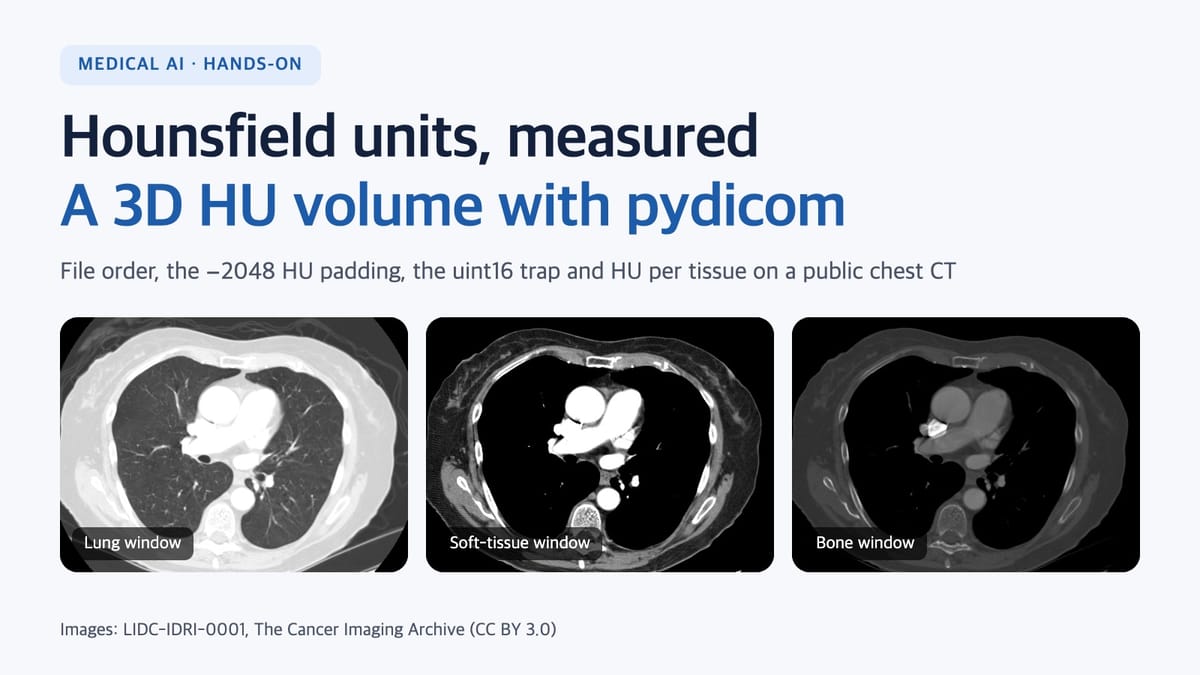 MEDICAL AI · HANDS-ON
Hounsfield units, measured
A 3D HU volume with pydicom
File order, the −2048 HU padding, the uint16 trap and HU per tissue on a public chest CT
Lung window
Soft-tissue window
Bone window
Images: LIDC-IDRI-0001, The Cancer Imaging Archive (CC BY 3.0)